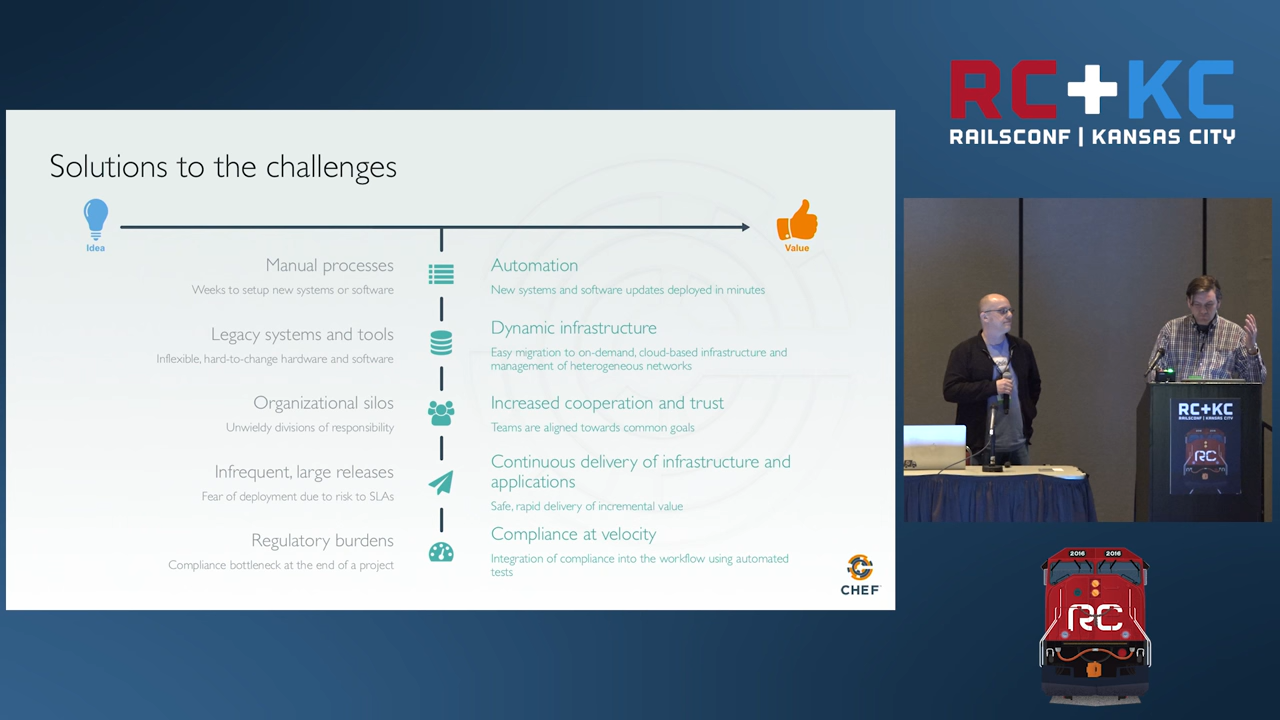 RC+KC
RAILSCONF | KANSAS CITY
Solutions to the challenges
Idea
Value
Manual processes
Weeks to setup new systems or software
Automation
New systems and software updates deployed in minutes
Legacy systems and tools
Inflexible, hard-to-change hardware and software
Dynamic infrastructure
Easy migration to on-demand, cloud-based infrastructure and
management of heterogeneous networks
Organizational silos
Unwieldy divisions of responsibility
Increased cooperation and trust
Teams are aligned towards common goals
Infrequent, large releases
Fear of deployment due to risk to SLAs
Continuous delivery of infrastructure and
applications
Safe, rapid delivery of incremental value
Regulatory burdens
Compliance bottleneck at the end of a project
Compliance at velocity
Integration of compliance into the workflow using automated
tests
CHEF
RC+KC
RAILSCONF | KANSAS CITY
RC
2016 2016
RC